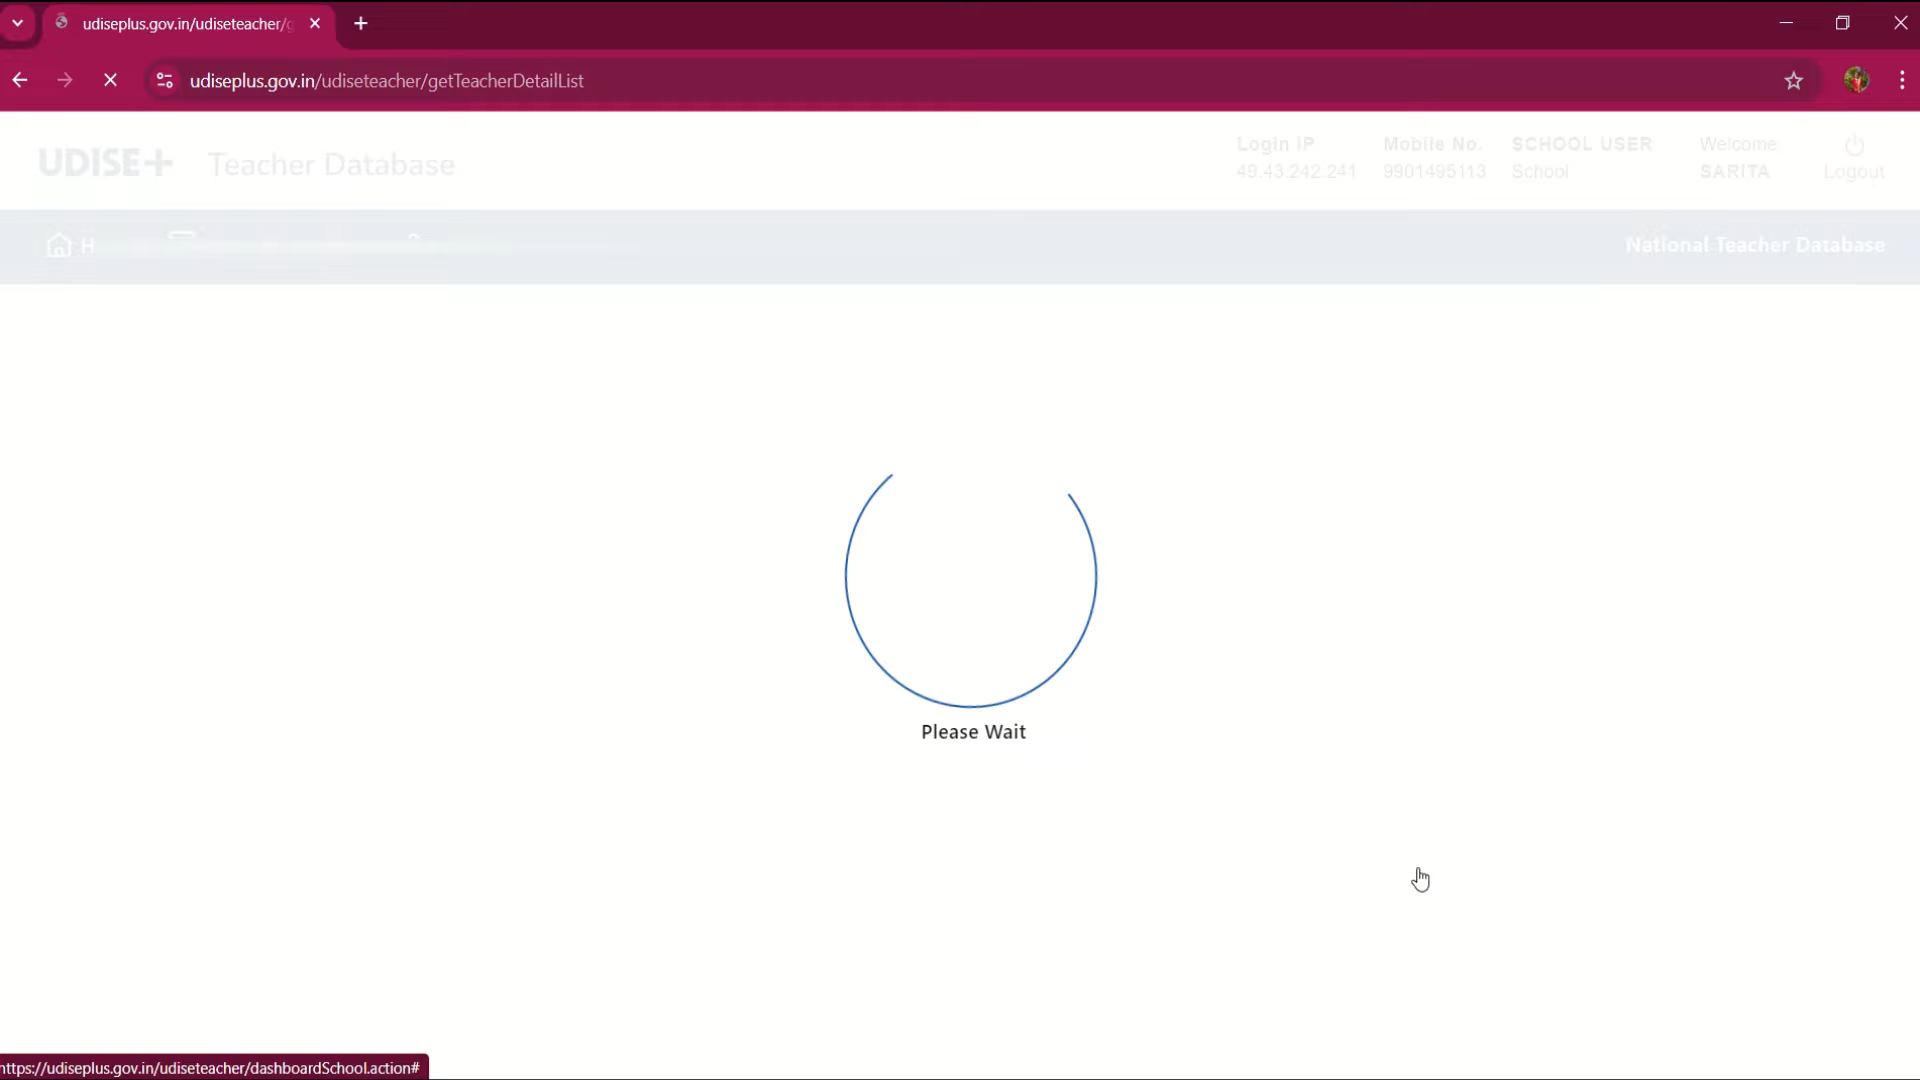 udiseplus.gov.in/udiseteacher/g
udiseplus.gov.in/udiseteacher/getTeacherDetailList
UDISE+ Teacher Database
Login IP Mobile No. SCHOOL USER Welcome
49.43.242.241 9901495113 School SARITA Logout
H National Teacher Database
Please Wait
https://udiseplus.gov.in/udiseteacher/dashboardSchool.action#